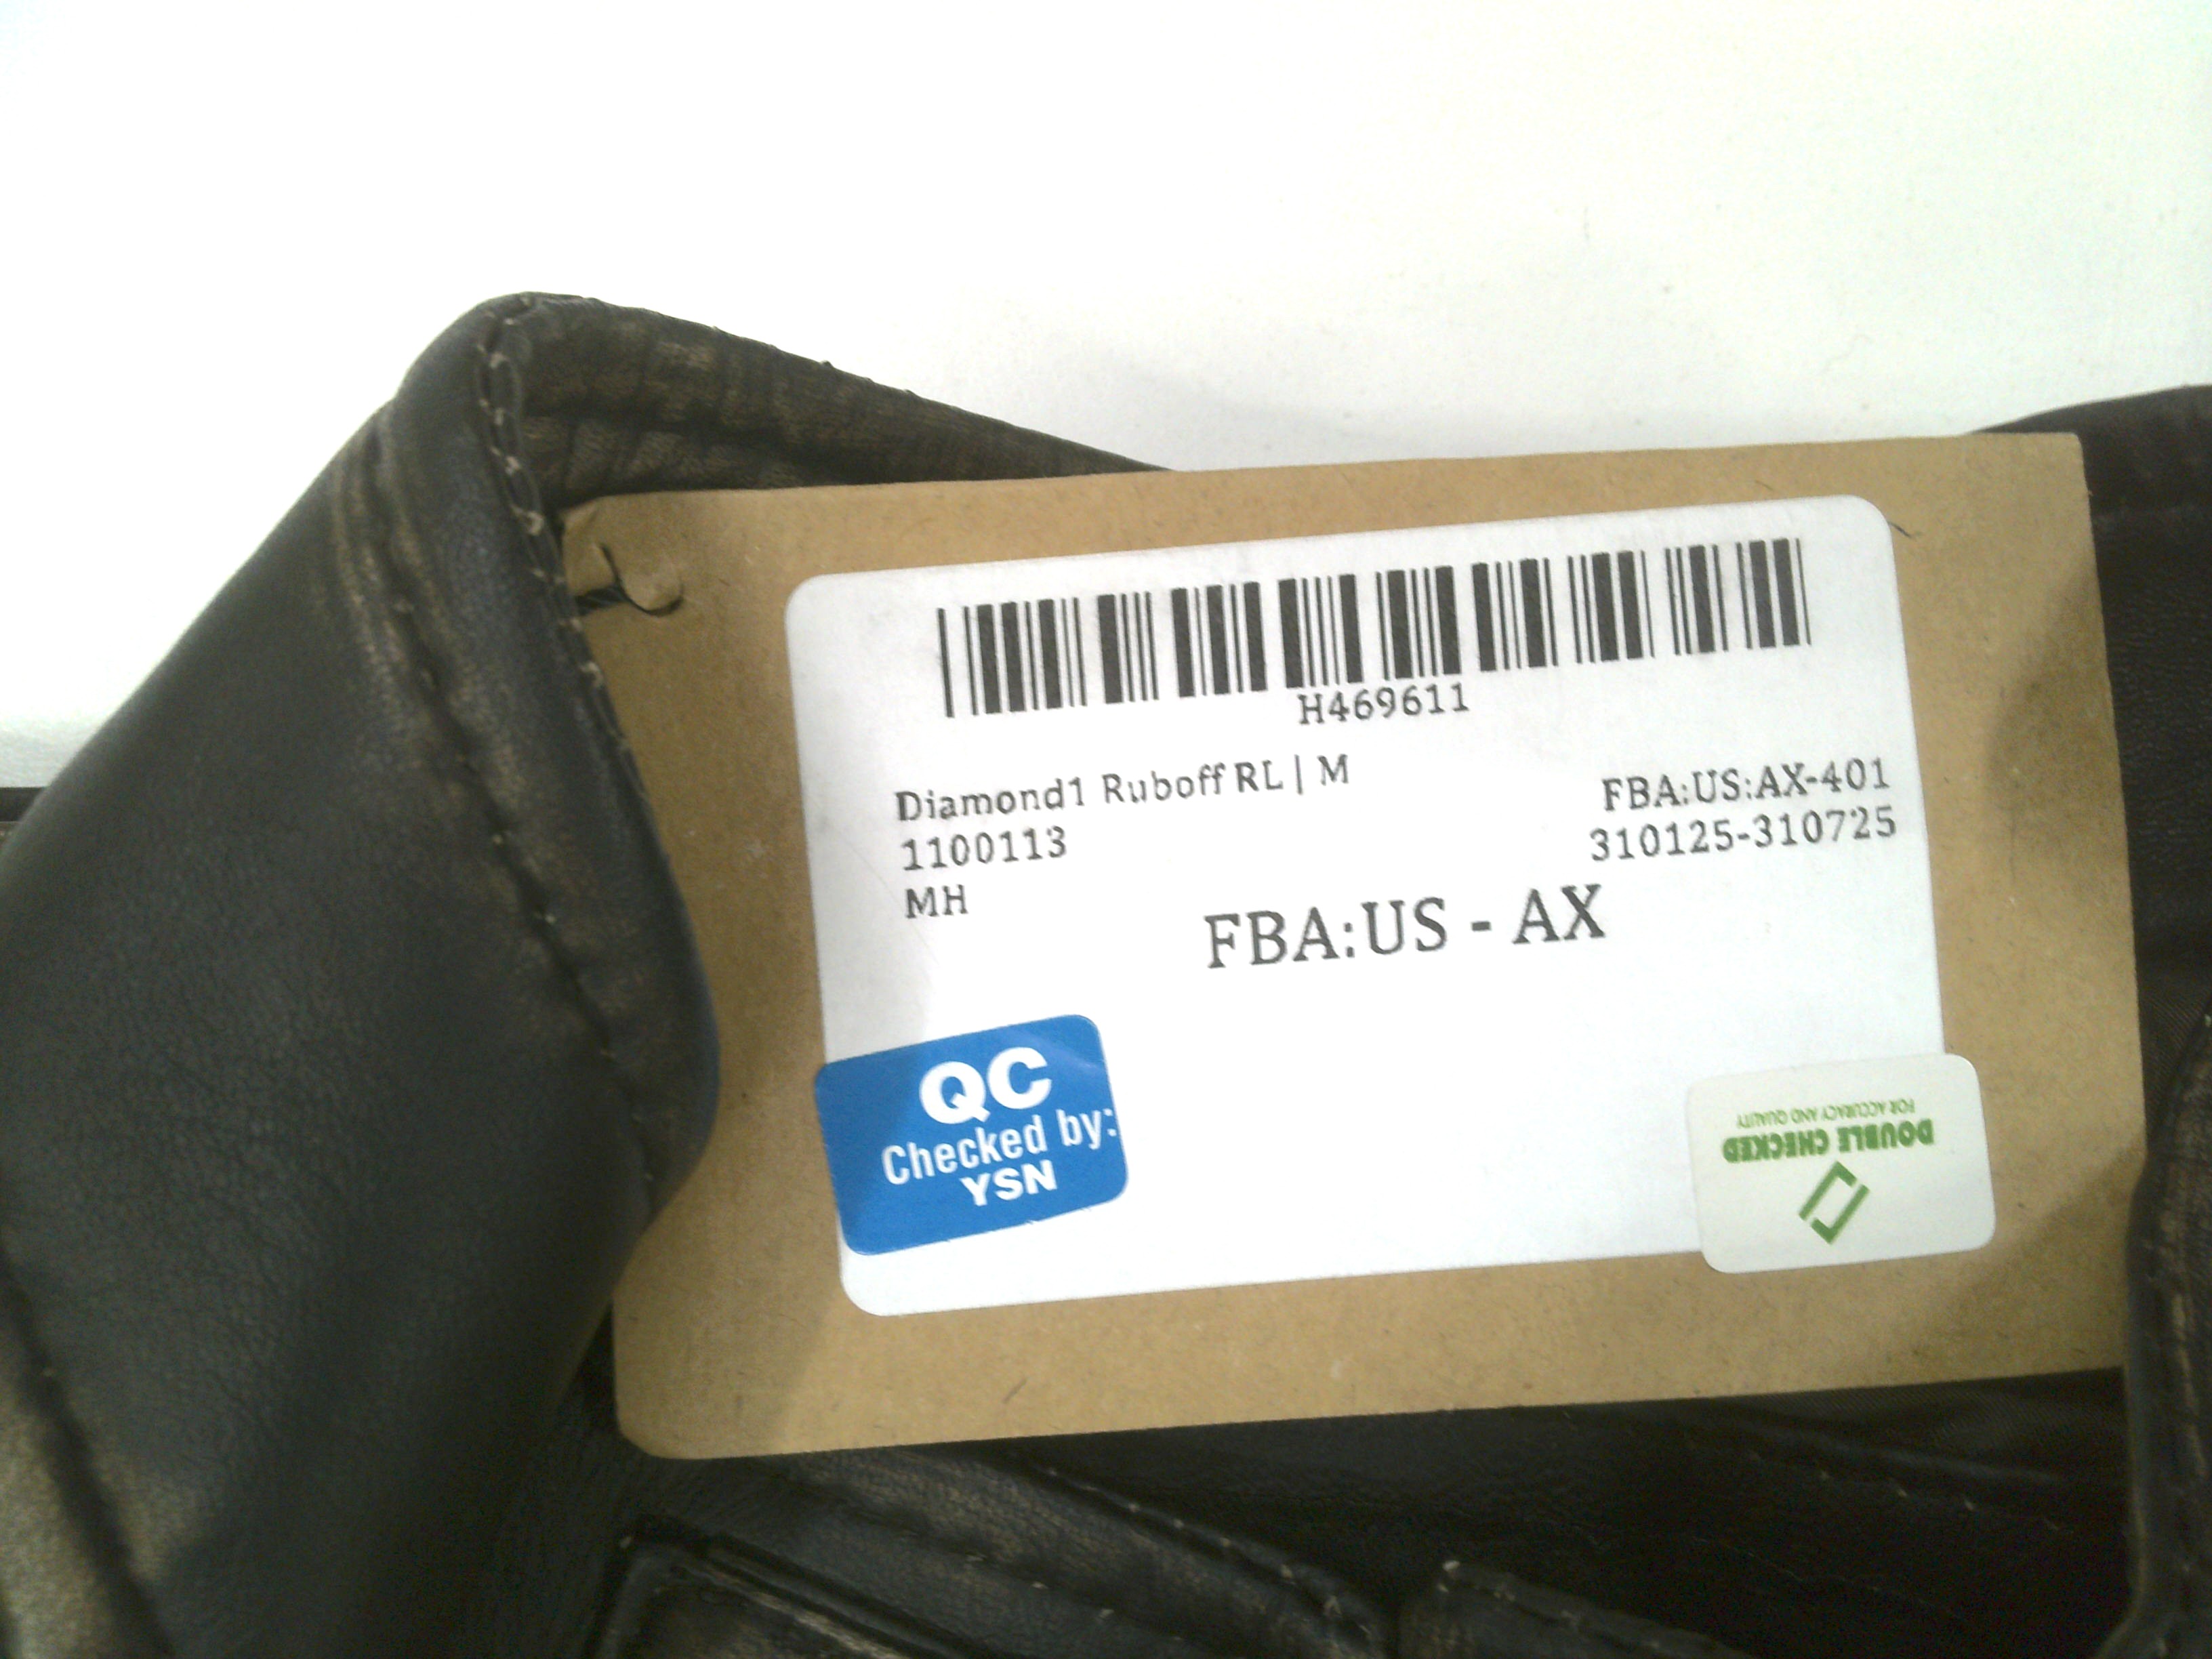 H469611
Diamond1 Ruboff RL | M
1100113
MH
FBA:US:AX-401
310125-310725
FBA:US - AX
QC
Checked by:
YSN
DOUBLE CHECKED
FOR ACCURACY AND QUALITY